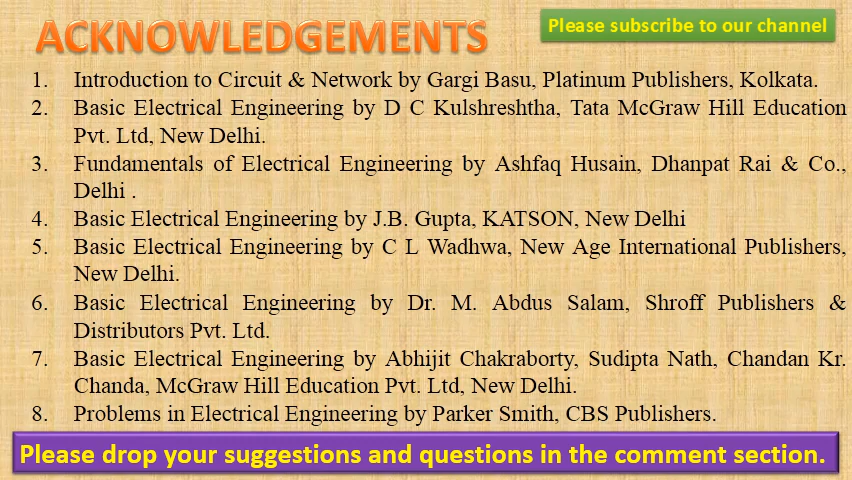 ACKNOWLEDGEMENTS
Please subscribe to our channel
1. Introduction to Circuit & Network by Gargi Basu, Platinum Publishers, Kolkata.
2. Basic Electrical Engineering by D C Kulshreshtha, Tata McGraw Hill Education
Pvt. Ltd, New Delhi.
3. Fundamentals of Electrical Engineering by Ashfaq Husain, Dhanpat Rai & Co.,
Delhi .
4. Basic Electrical Engineering by J.B. Gupta, KATSON, New Delhi
5. Basic Electrical Engineering by C L Wadhwa, New Age International Publishers,
New Delhi.
6. Basic Electrical Engineering by Dr. M. Abdus Salam, Shroff Publishers &
Distributors Pvt. Ltd.
7. Basic Electrical Engineering by Abhijit Chakraborty, Sudipta Nath, Chandan Kr.
Chanda, McGraw Hill Education Pvt. Ltd, New Delhi.
8. Problems in Electrical Engineering by Parker Smith, CBS Publishers.
Please drop your suggestions and questions in the comment section.